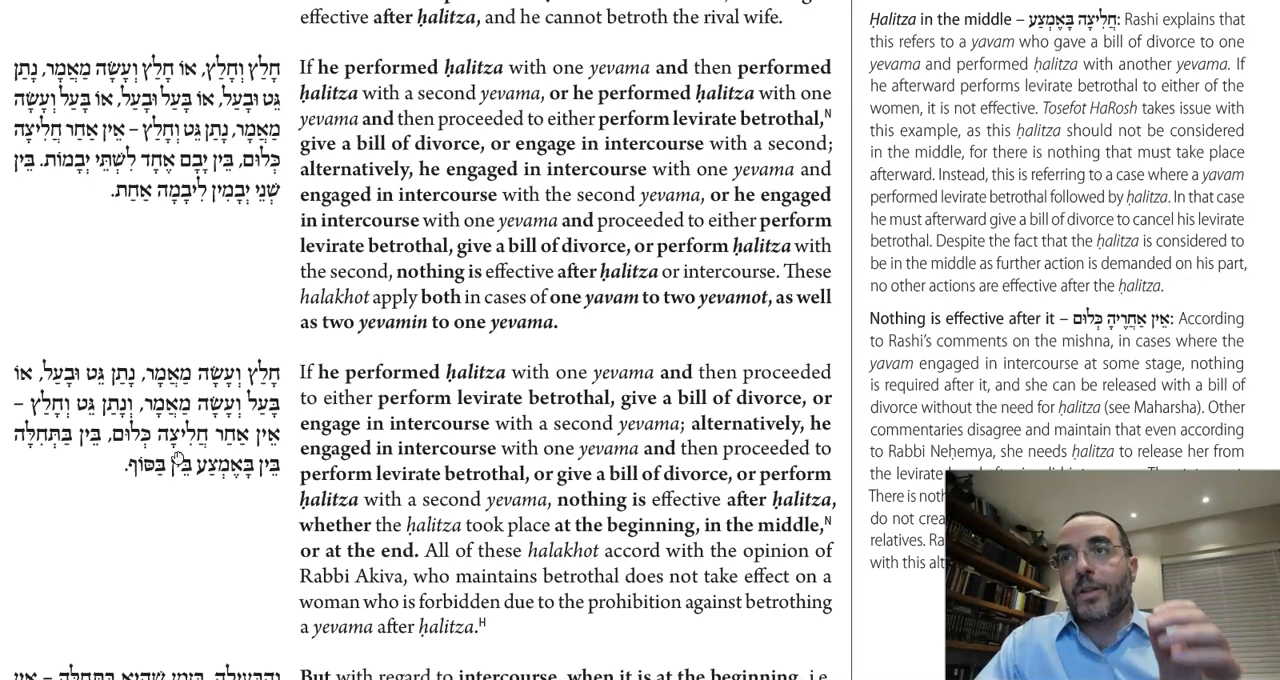 effective after ḥalitza, and he cannot betroth the rival wife.
חָלַץ וְחָלַץ, אוֹ חָלַץ וְעָשָׂה מַאֲמָר, נָתַן
גֵּט וּבָעַל, אוֹ בָּעַל וּבָעַל, אוֹ בָּעַל וְעָשָׂה
מַאֲמָר, נָתַן גֵּט וְחָלַץ – אֵין אַחַר חֲלִיצָה
כְּלוּם, בֵּין יָבָם אֶחָד לִשְׁתֵּי יְבָמוֹת. בֵּין
שְׁנֵי יְבָמִין לִיבָמָה אַחַת.
If he performed ḥalitza with one yevama and then performed
ḥalitza with a second yevama, or he performed ḥalitza with one
yevama and then proceeded to either perform levirate betrothal,ᴺ
give a bill of divorce, or engage in intercourse with a second;
alternatively, he engaged in intercourse with one yevama and
engaged in intercourse with the second yevama, or he engaged
in intercourse with one yevama and proceeded to either perform
levirate betrothal, give a bill of divorce, or perform ḥalitza with
the second, nothing is effective after ḥalitza or intercourse. These
halakhot apply both in cases of one yavam to two yevamot, as well
as two yevamin to one yevama.
חָלַץ וְעָשָׂה מַאֲמָר, נָתַן גֵּט וּבָעַל, אוֹ
בָּעַל וְעָשָׂה מַאֲמָר, וְנָתַן גֵּט וְחָלַץ –
אֵין אַחַר חֲלִיצָה כְּלוּם, בֵּין בַּתְּחִלָּה
בֵּין בָּאֶמְצַע בֵּין בַּסּוֹף.
If he performed ḥalitza with one yevama and then proceeded
to either perform levirate betrothal, give a bill of divorce, or
engage in intercourse with a second yevama; alternatively, he
engaged in intercourse with one yevama and then proceeded to
perform levirate betrothal, or give a bill of divorce, or perform
ḥalitza with a second yevama, nothing is effective after ḥalitza,
whether the ḥalitza took place at the beginning, in the middle,ᴺ
or at the end. All of these halakhot accord with the opinion of
Rabbi Akiva, who maintains betrothal does not take effect on a
woman who is forbidden due to the prohibition against betrothing
a yevama after ḥalitza.ᴴ
But with regard to intercourse, when it is at the beginning, i.e.
Ḥalitza in the middle – חֲלִיצָה בָּאֶמְצַע: Rashi explains that
this refers to a yavam who gave a bill of divorce to one
yevama and performed ḥalitza with another yevama. If
he afterward performs levirate betrothal to either of the
women, it is not effective. Tosefot HaRosh takes issue with
this example, as this ḥalitza should not be considered
in the middle, for there is nothing that must take place
afterward. Instead, this is referring to a case where a yavam
performed levirate betrothal followed by ḥalitza. In that case
he must afterward give a bill of divorce to cancel his levirate
betrothal. Despite the fact that the ḥalitza is considered to
be in the middle as further action is demanded on his part,
no other actions are effective after the ḥalitza.
Nothing is effective after it – אֵין אַחֲרֶיהָ כְּלוּם: According
to Rashi’s comments on the mishna, in cases where the
yavam engaged in intercourse at some stage, nothing
is required after it, and she can be released with a bill of
divorce without the need for ḥalitza (see Maharsha). Other
commentaries disagree and maintain that even according
to Rabbi Neḥemya, she needs ḥalitza to release her from
the levirate
There is
do not
relatives.
with this